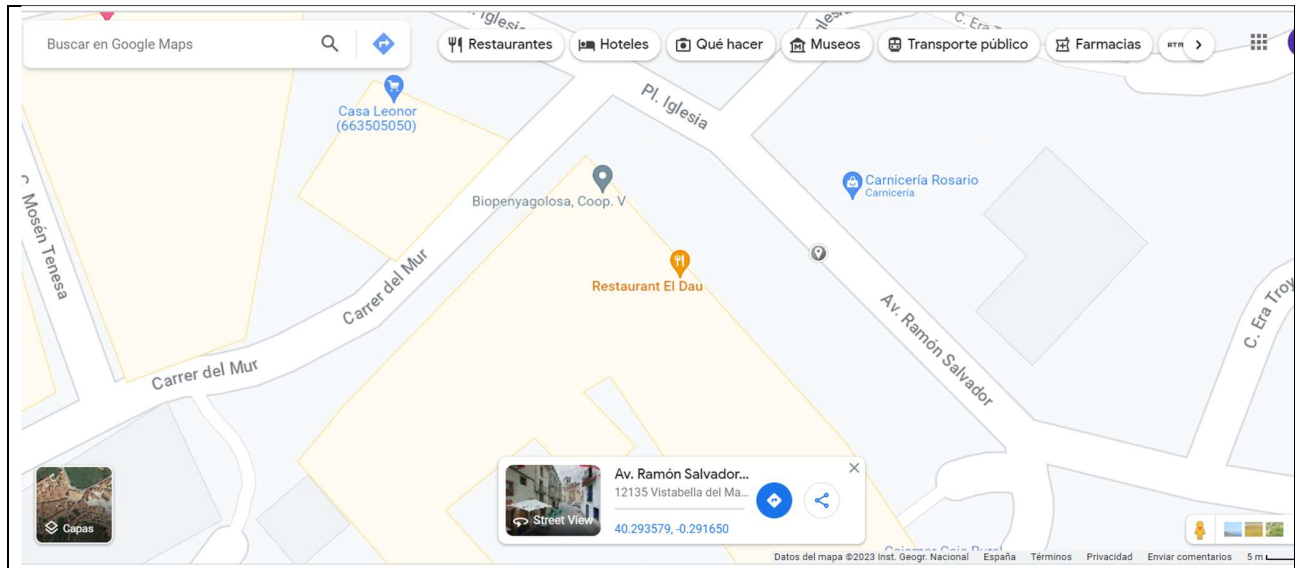 Buscar en Google Maps
Restaurantes
Hoteles
Qué hacer
Museos
Transporte público
Farmacias
ATM
Iglesia
C. Era
Pl. Iglesia
Casa Leonor
(663505050)
Carnicería Rosario
Carnicería
Biopenyagolosa, Coop. V
C. Mosén Tenesa
Restaurant El Dau
Carrer del Mur
Av. Ramón Salvador
C. Era Troy
Carrer del Mur
Capas
Street View
Av. Ramón Salvador...
12135 Vistabella del Ma...
40.293579, -0.291650
Datos del mapa ©2023 Inst. Geogr. Nacional España Términos Privacidad Enviar comentarios 5 m